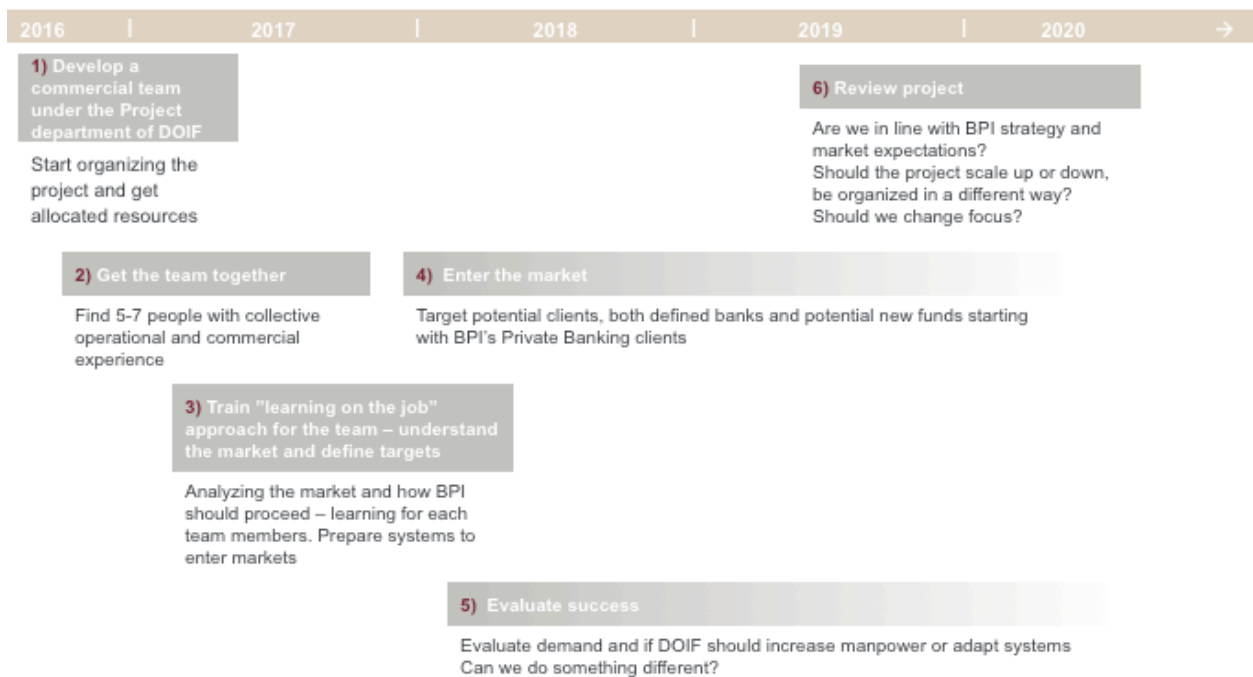 2016 | 2017 | 2018 | 2019 | 2020 →
1) Develop a
commercial team
under the Project
department of DOIF
Start organizing the
project and get
allocated resources
6) Review project
Are we in line with BPI strategy and
market expectations?
Should the project scale up or down,
be organized in a different way?
Should we change focus?
2) Get the team together
Find 5-7 people with collective
operational and commercial
experience
4) Enter the market
Target potential clients, both defined banks and potential new funds starting
with BPI's Private Banking clients
3) Train ”learning on the job”
approach for the team – understand
the market and define targets
Analyzing the market and how BPI
should proceed – learning for each
team members. Prepare systems to
enter markets
5) Evaluate success
Evaluate demand and if DOIF should increase manpower or adapt systems
Can we do something different?